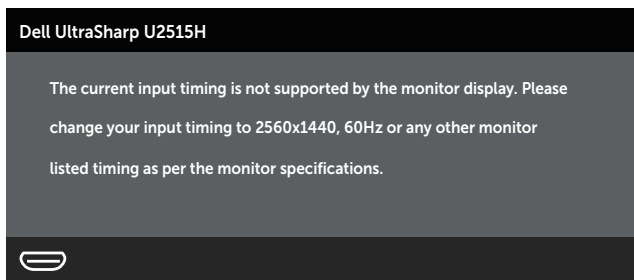 Dell UltraSharp U2515H
The current input timing is not supported by the monitor display. Please
change your input timing to 2560x1440, 60Hz or any other monitor
listed timing as per the monitor specifications.